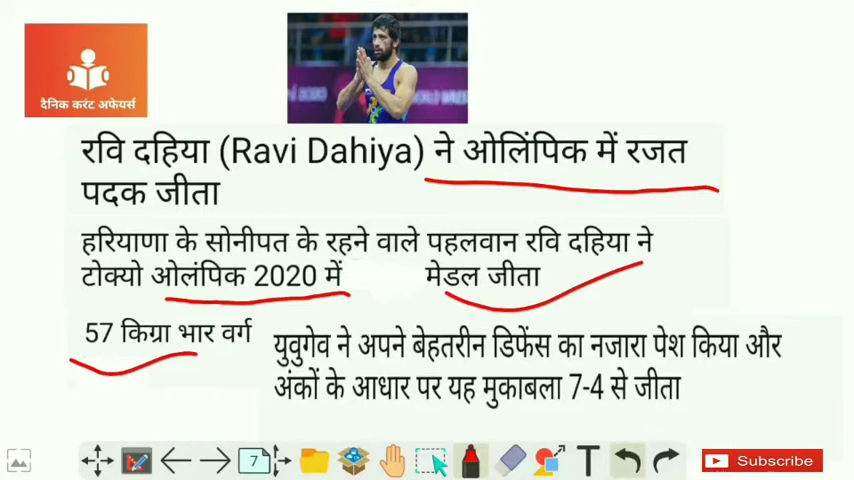 दैनिक करंट अफेयर्स
रवि दहिया (Ravi Dahiya) ने ओलिंपिक में रजत
पदक जीता
हरियाणा के सोनीपत के रहने वाले पहलवान रवि दहिया ने
टोक्यो ओलंपिक 2020 में मेडल जीता
57 किग्रा भार वर्ग
युवुगेव ने अपने बेहतरीन डिफेंस का नजारा पेश किया और
अंकों के आधार पर यह मुकाबला 7-4 से जीता
7
T
Subscribe